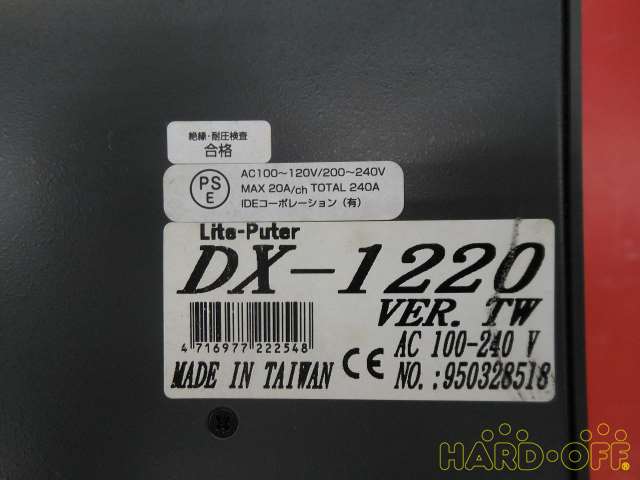 絶縁・耐圧検査
合格
PS
E
AC100～120V/200～240V
MAX 20A/ch TOTAL 240A
IDEコーポレーション（有）
Lite-Puter
DX-1220
VER. TW
4 716977 222548
CE
AC 100-240 V
MADE IN TAIWAN
NO.:950328518
HARD-OFF